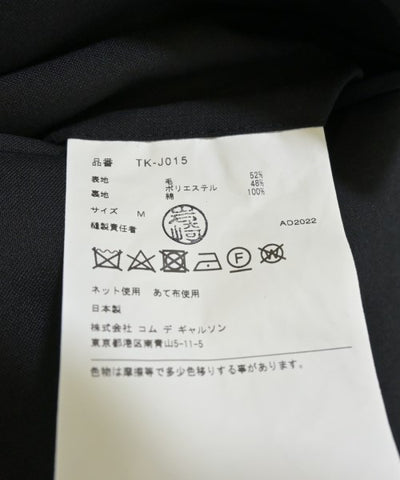 品番 TK-J015
表地 毛 52%
ポリエステル 48%
裏地 綿 100%
サイズ M
縫製責任者 AD2022
F W
ネット使用 あて布使用
日本製
株式会社 コム デ ギャルソン
東京都港区南青山5-11-5
色物は摩擦等で多少色移りする事が有ります。